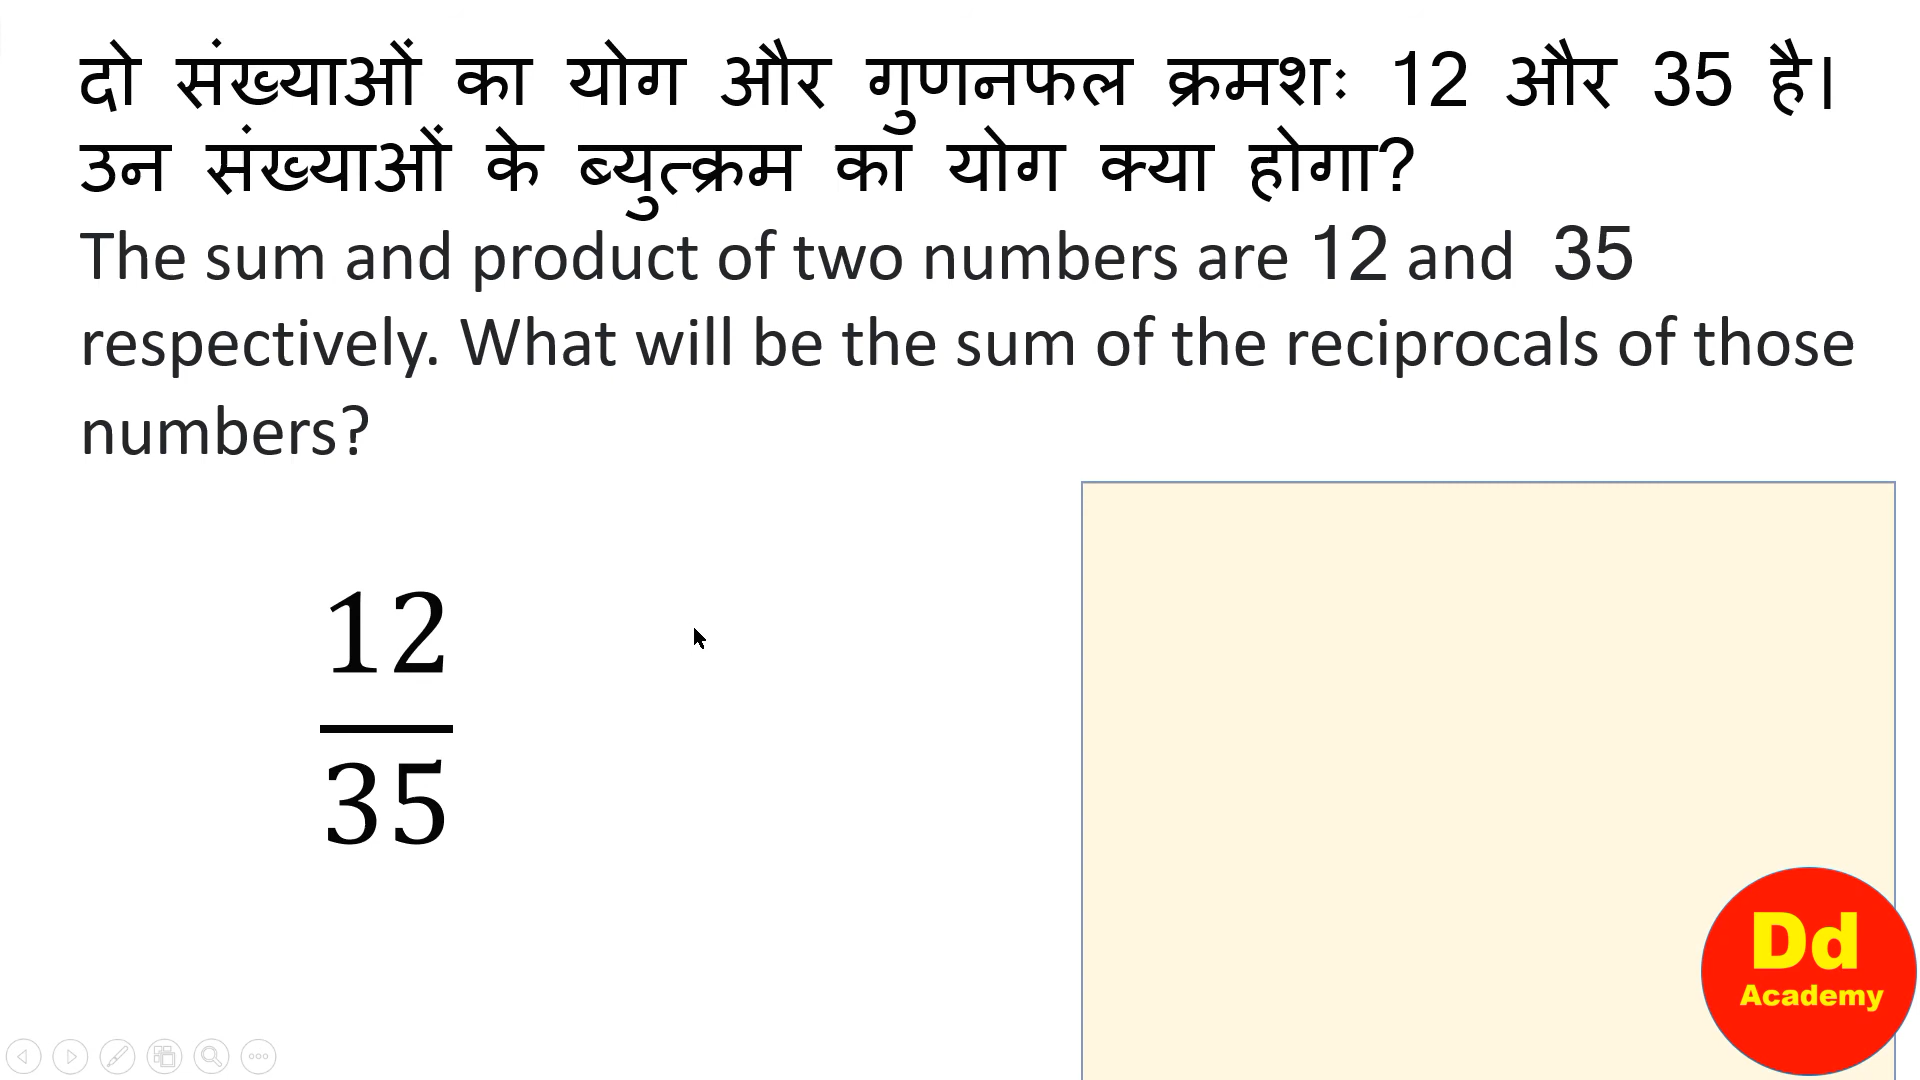 दो संख्याओं का योग और गुणनफल क्रमशः 12 और 35 है।
उन संख्याओं के ब्युत्क्रम का योग क्या होगा?
The sum and product of two numbers are 12 and 35
respectively. What will be the sum of the reciprocals of those
numbers?
12
35
Dd
Academy